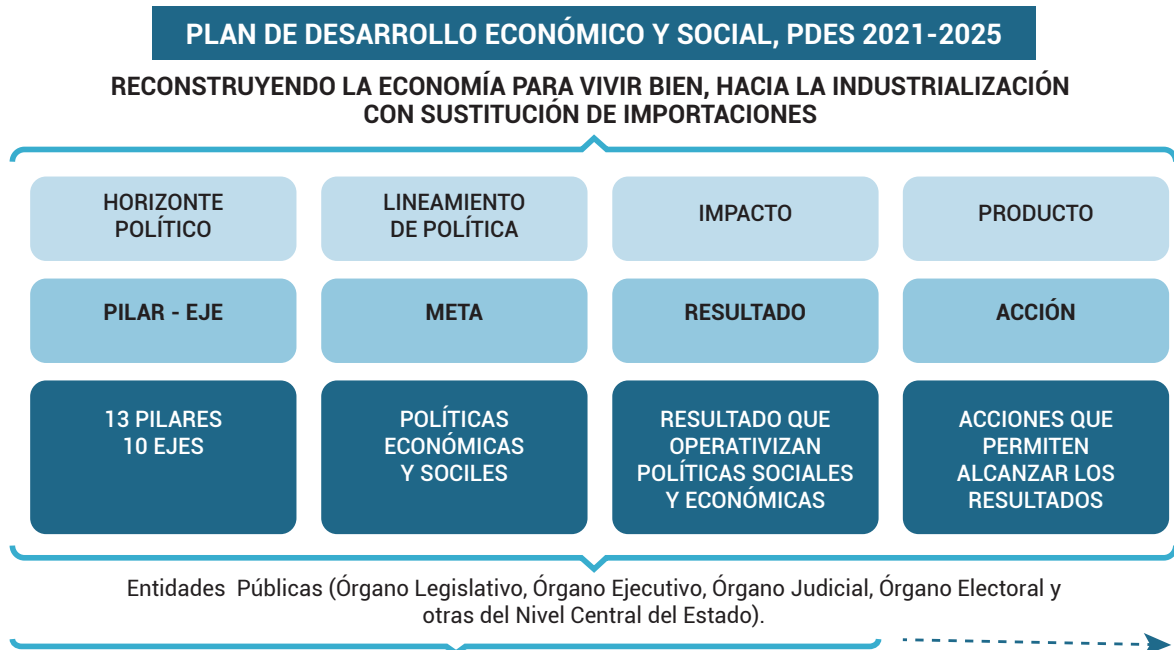 PLAN DE DESARROLLO ECONÓMICO Y SOCIAL, PDES 2021-2025
RECONSTRUYENDO LA ECONOMÍA PARA VIVIR BIEN, HACIA LA INDUSTRIALIZACIÓN
CON SUSTITUCIÓN DE IMPORTACIONES
HORIZONTE
POLÍTICO
LINEAMIENTO
DE POLÍTICA
IMPACTO
PRODUCTO
PILAR - EJE
META
RESULTADO
ACCIÓN
13 PILARES
10 EJES
POLÍTICAS
ECONÓMICAS
Y SOCILES
RESULTADO QUE
OPERATIVIZAN
POLÍTICAS SOCIALES
Y ECONÓMICAS
ACCIONES QUE
PERMITEN
ALCANZAR LOS
RESULTADOS
Entidades Públicas (Órgano Legislativo, Órgano Ejecutivo, Órgano Judicial, Órgano Electoral y
otras del Nivel Central del Estado).